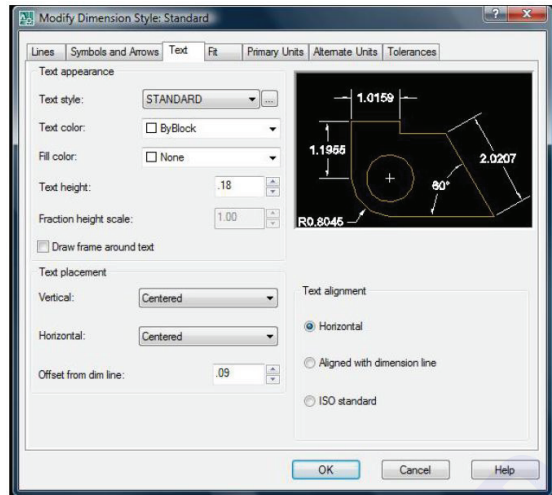 Modify Dimension Style: Standard
Lines Symbols and Arrows Text Fit Primary Units Alternate Units Tolerances
Text appearance
Text style: STANDARD ...
Text color: ByBlock
Fill color: None
Text height: .18
Fraction height scale: 1.00
Draw frame around text
Text placement
Vertical: Centered
Horizontal: Centered
Offset from dim line: .09
1.0159
1.1955
2.0207
60°
R0.8045
Text alignment
Horizontal
Aligned with dimension line
ISO standard
OK Cancel Help